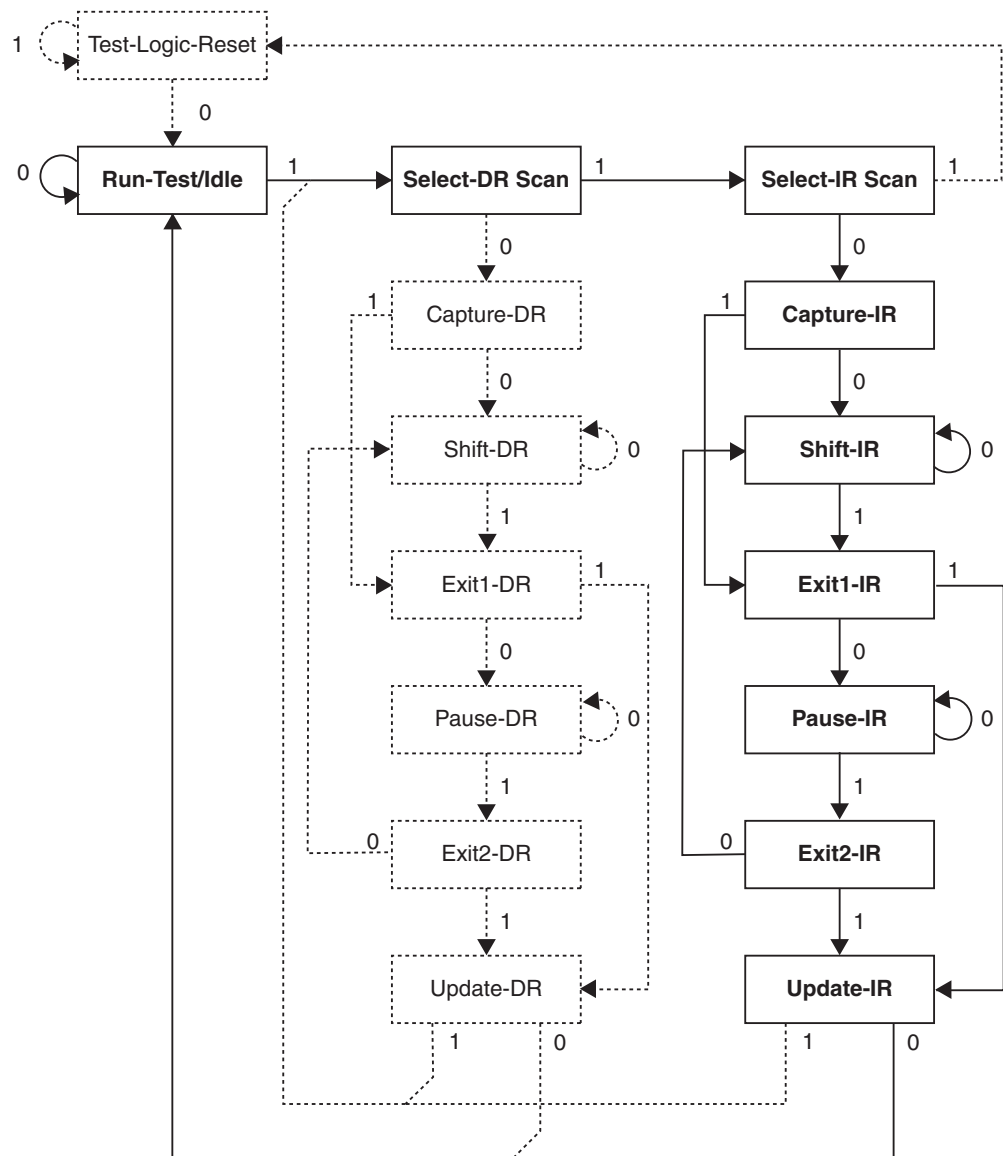 1 Test-Logic-Reset
0
0 Run-Test/Idle 1 Select-DR Scan 1 Select-IR Scan 1
0 0
1 Capture-DR 1 Capture-IR
0 0
Shift-DR 0 Shift-IR 0
1 1
Exit1-DR 1 Exit1-IR 1
0 0
Pause-DR 0 Pause-IR 0
1 1
0 Exit2-DR 0 Exit2-IR
1 1
Update-DR Update-IR
1 0 1 0